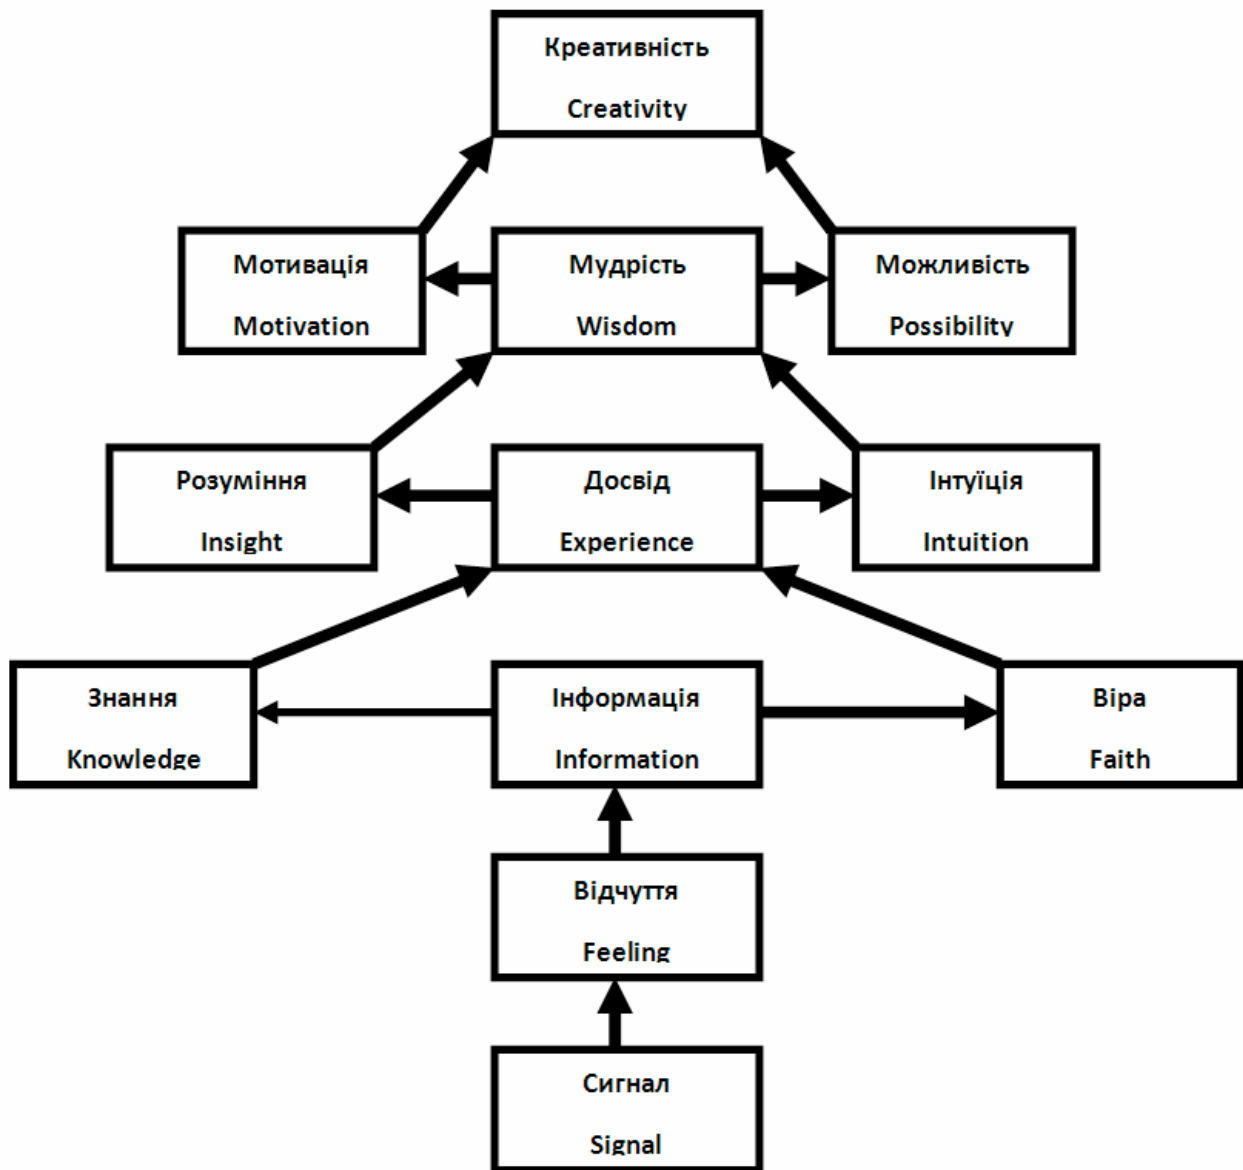 Креативність
Creativity
Мотивація
Motivation
Мудрість
Wisdom
Можливість
Possibility
Розуміння
Insight
Досвід
Experience
Інтуїція
Intuition
Знання
Knowledge
Інформація
Information
Віра
Faith
Відчуття
Feeling
Сигнал
Signal